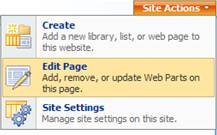 Site Actions
Create
Add a new library, list, or web page to
this website.
Edit Page
Add, remove, or update Web Parts on
this page.
Site Settings
Manage site settings on this site.